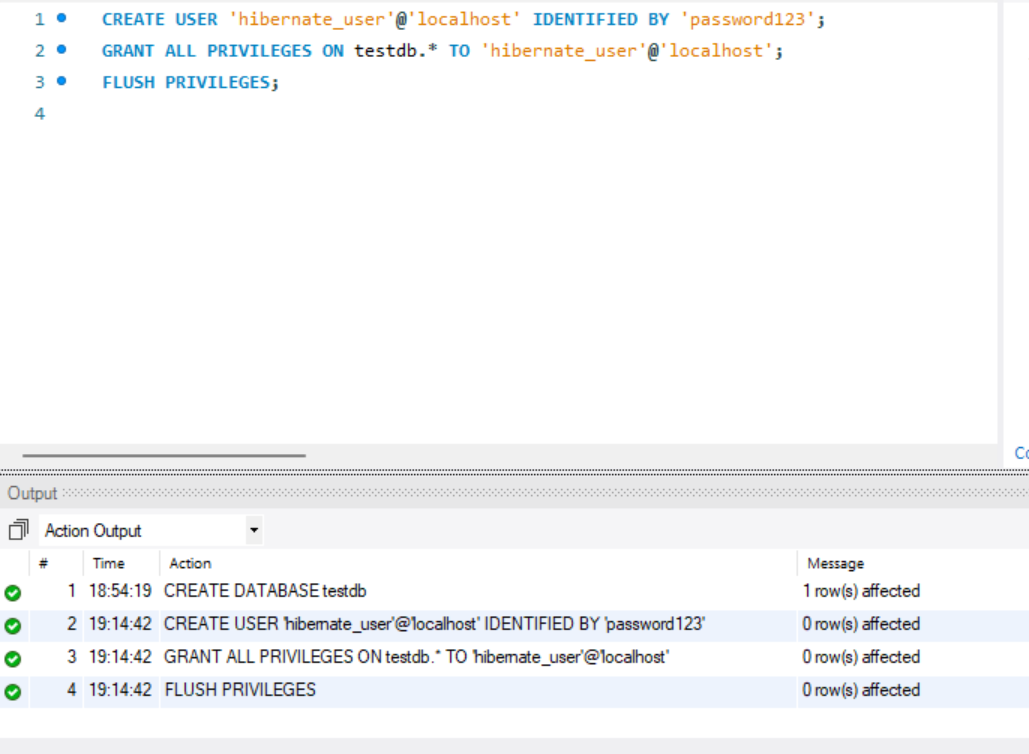 1 CREATE USER 'hibernate_user'@'localhost' IDENTIFIED BY 'password123';
2 GRANT ALL PRIVILEGES ON testdb.* TO 'hibernate_user'@'localhost';
3 FLUSH PRIVILEGES;
4
Co
Output
Action Output
# Time Action Message
1 18:54:19 CREATE DATABASE testdb 1 row(s) affected
2 19:14:42 CREATE USER 'hibernate_user'@'localhost' IDENTIFIED BY 'password123' 0 row(s) affected
3 19:14:42 GRANT ALL PRIVILEGES ON testdb.* TO 'hibernate_user'@'localhost' 0 row(s) affected
4 19:14:42 FLUSH PRIVILEGES 0 row(s) affected